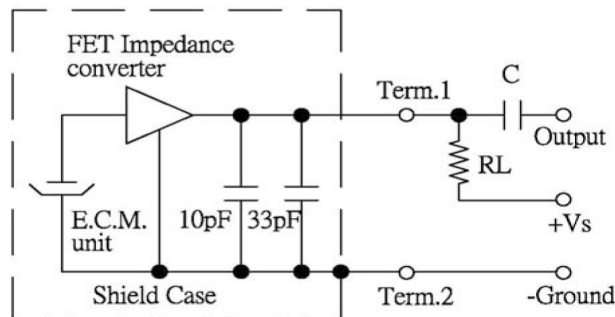 FET Impedance
converter
Term.1
C
Output
RL
+Vs
E.C.M.
unit
10pF
33pF
Shield Case
Term.2
-Ground